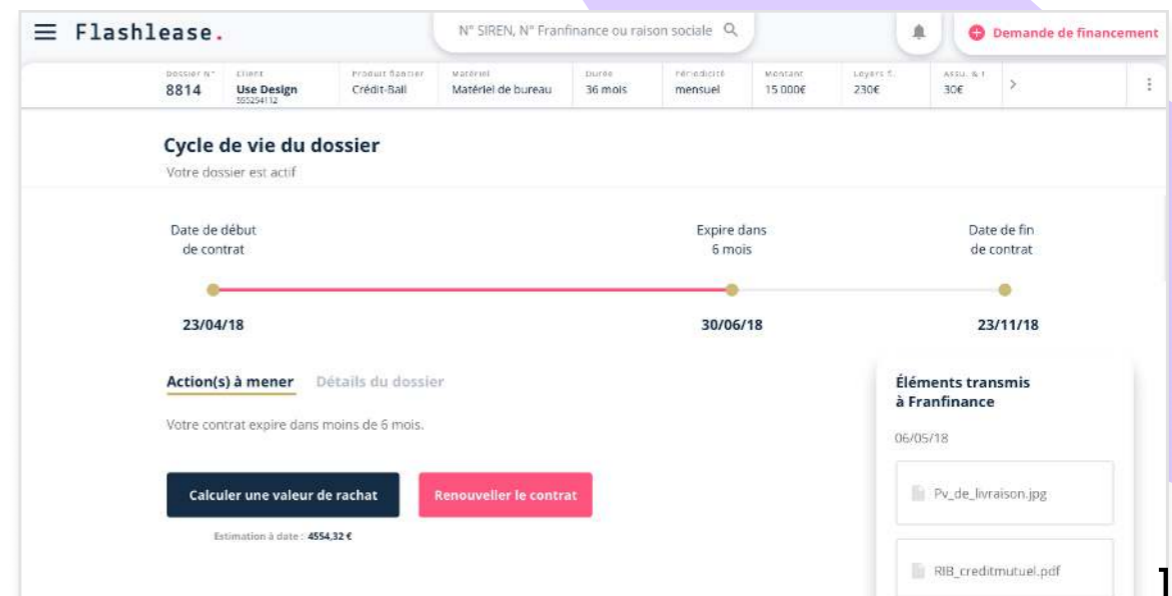 Flashlease.
N° SIREN, N° Franfinance ou raison sociale
Demande de financement
Dossier N° Client Produit financier Matériel Durée Périodicité Montant Loyers f. Assu. & f
8814 Use Design Crédit-Bail Matériel de bureau 36 mois mensuel 15 000€ 230€ 30€
555254112
Cycle de vie du dossier
Votre dossier est actif
Date de début
de contrat
Expire dans
6 mois
Date de fin
de contrat
23/04/18 30/06/18 23/11/18
Action(s) à mener Détails du dossier
Votre contrat expire dans moins de 6 mois.
Calculer une valeur de rachat Renouveller le contrat
Estimation à date : 4554,32 €
Éléments transmis
à Franfinance
06/05/18
Pv_de_livraison.jpg
RIB_creditmutuel.pdf